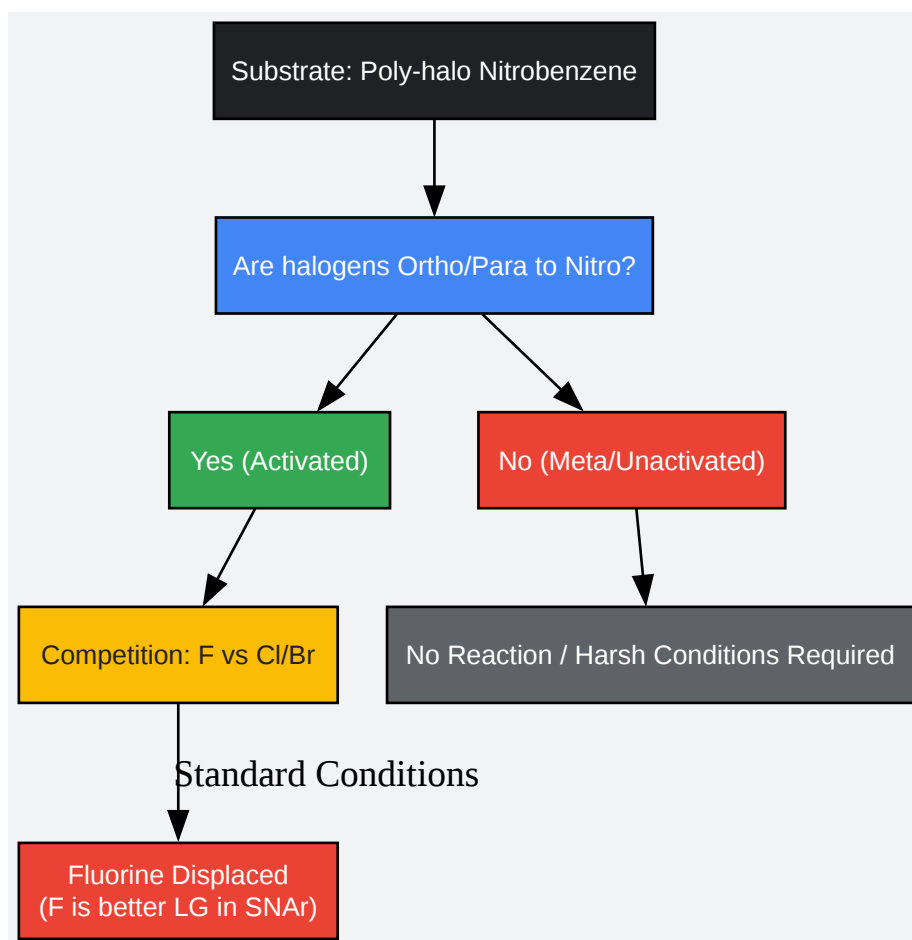 Substrate: Poly-halo Nitrobenzene
Are halogens Ortho/Para to Nitro?
Yes (Activated)
No (Meta/Unactivated)
Competition: F vs Cl/Br
No Reaction / Harsh Conditions Required
Standard Conditions
Fluorine Displaced
(F is better LG in SNAr)